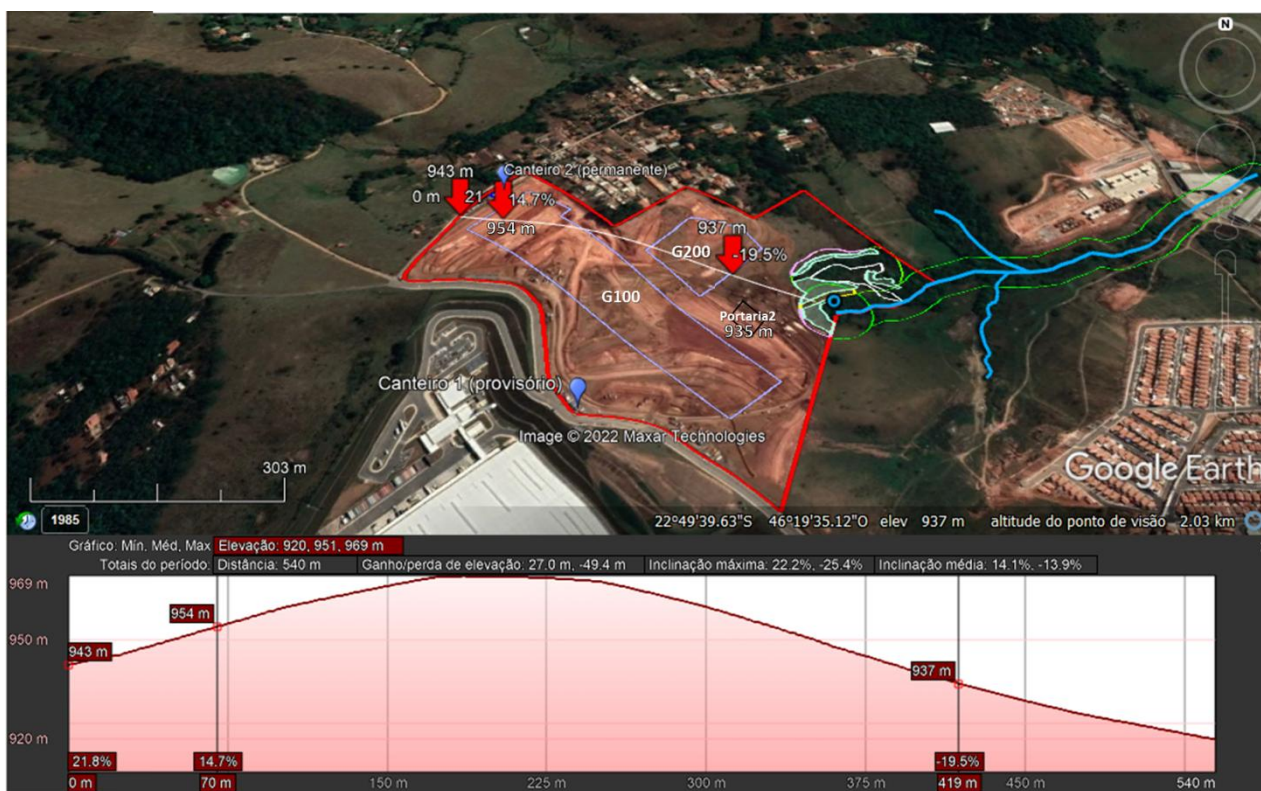 N
943 m
Canteiro 2 (permanente)
0 m 21 14.7%
954 m
937 m
G200
-19.5%
G100
Portaria2
935 m
Canteiro 1 (provisório)
Image © 2022 Maxar Technologies
303 m
Google Earth
1985
22°49'39.63"S 46°19'35.12"O elev 937 m altitude do ponto de visão 2.03 km
Gráfico: Mín, Méd, Max Elevação: 920, 951, 969 m
Totais do período: Distância: 540 m Ganho/perda de elevação: 27.0 m, -49.4 m Inclinação máxima: 22.2%, -25.4% Inclinação média: 14.1%, -13.9%
969 m
954 m
950 m
943 m
937 m
920 m
21.8% 14.7% -19.5%
0 m 70 m 150 m 225 m 300 m 375 m 419 m 450 m 540 m